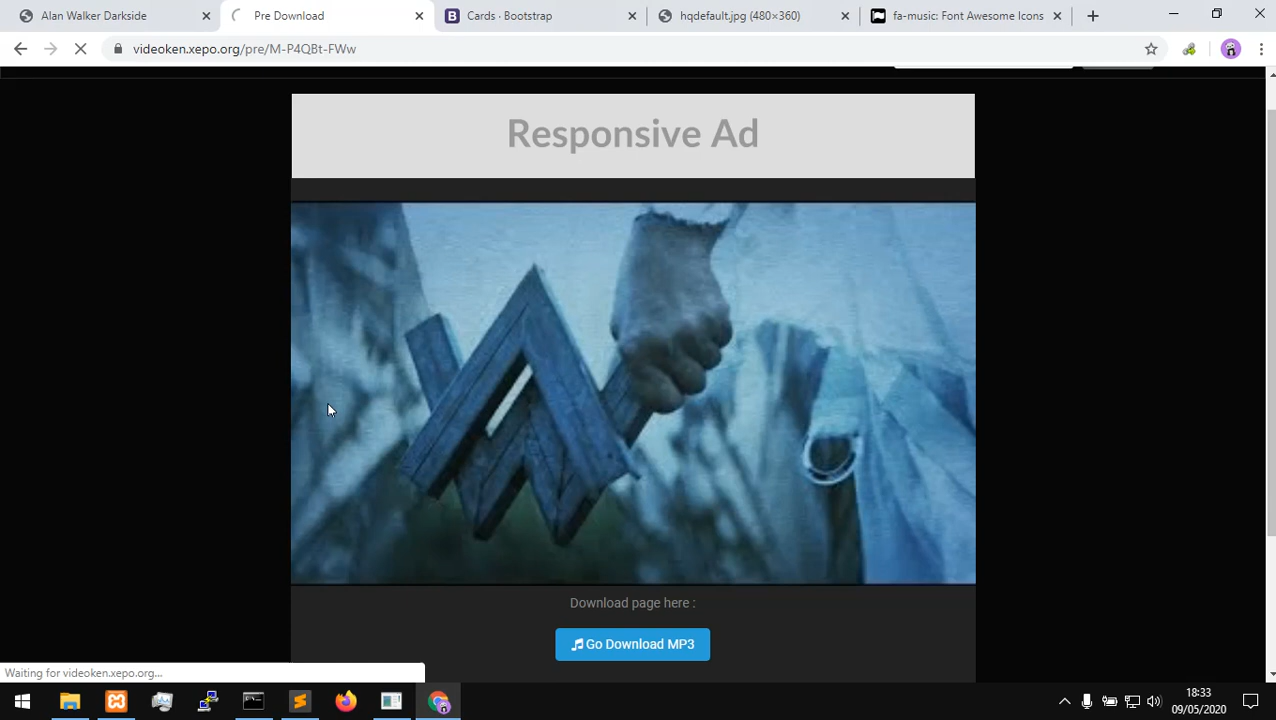 Alan Walker Darkside
Pre Download
Cards · Bootstrap
hqdefault.jpg (480×360)
fa-music: Font Awesome Icons
videoken.xepo.org/pre/M-P4QBt-FWw
Responsive Ad
Download page here :
Go Download MP3
Waiting for videoken.xepo.org...
18:33
09/05/2020